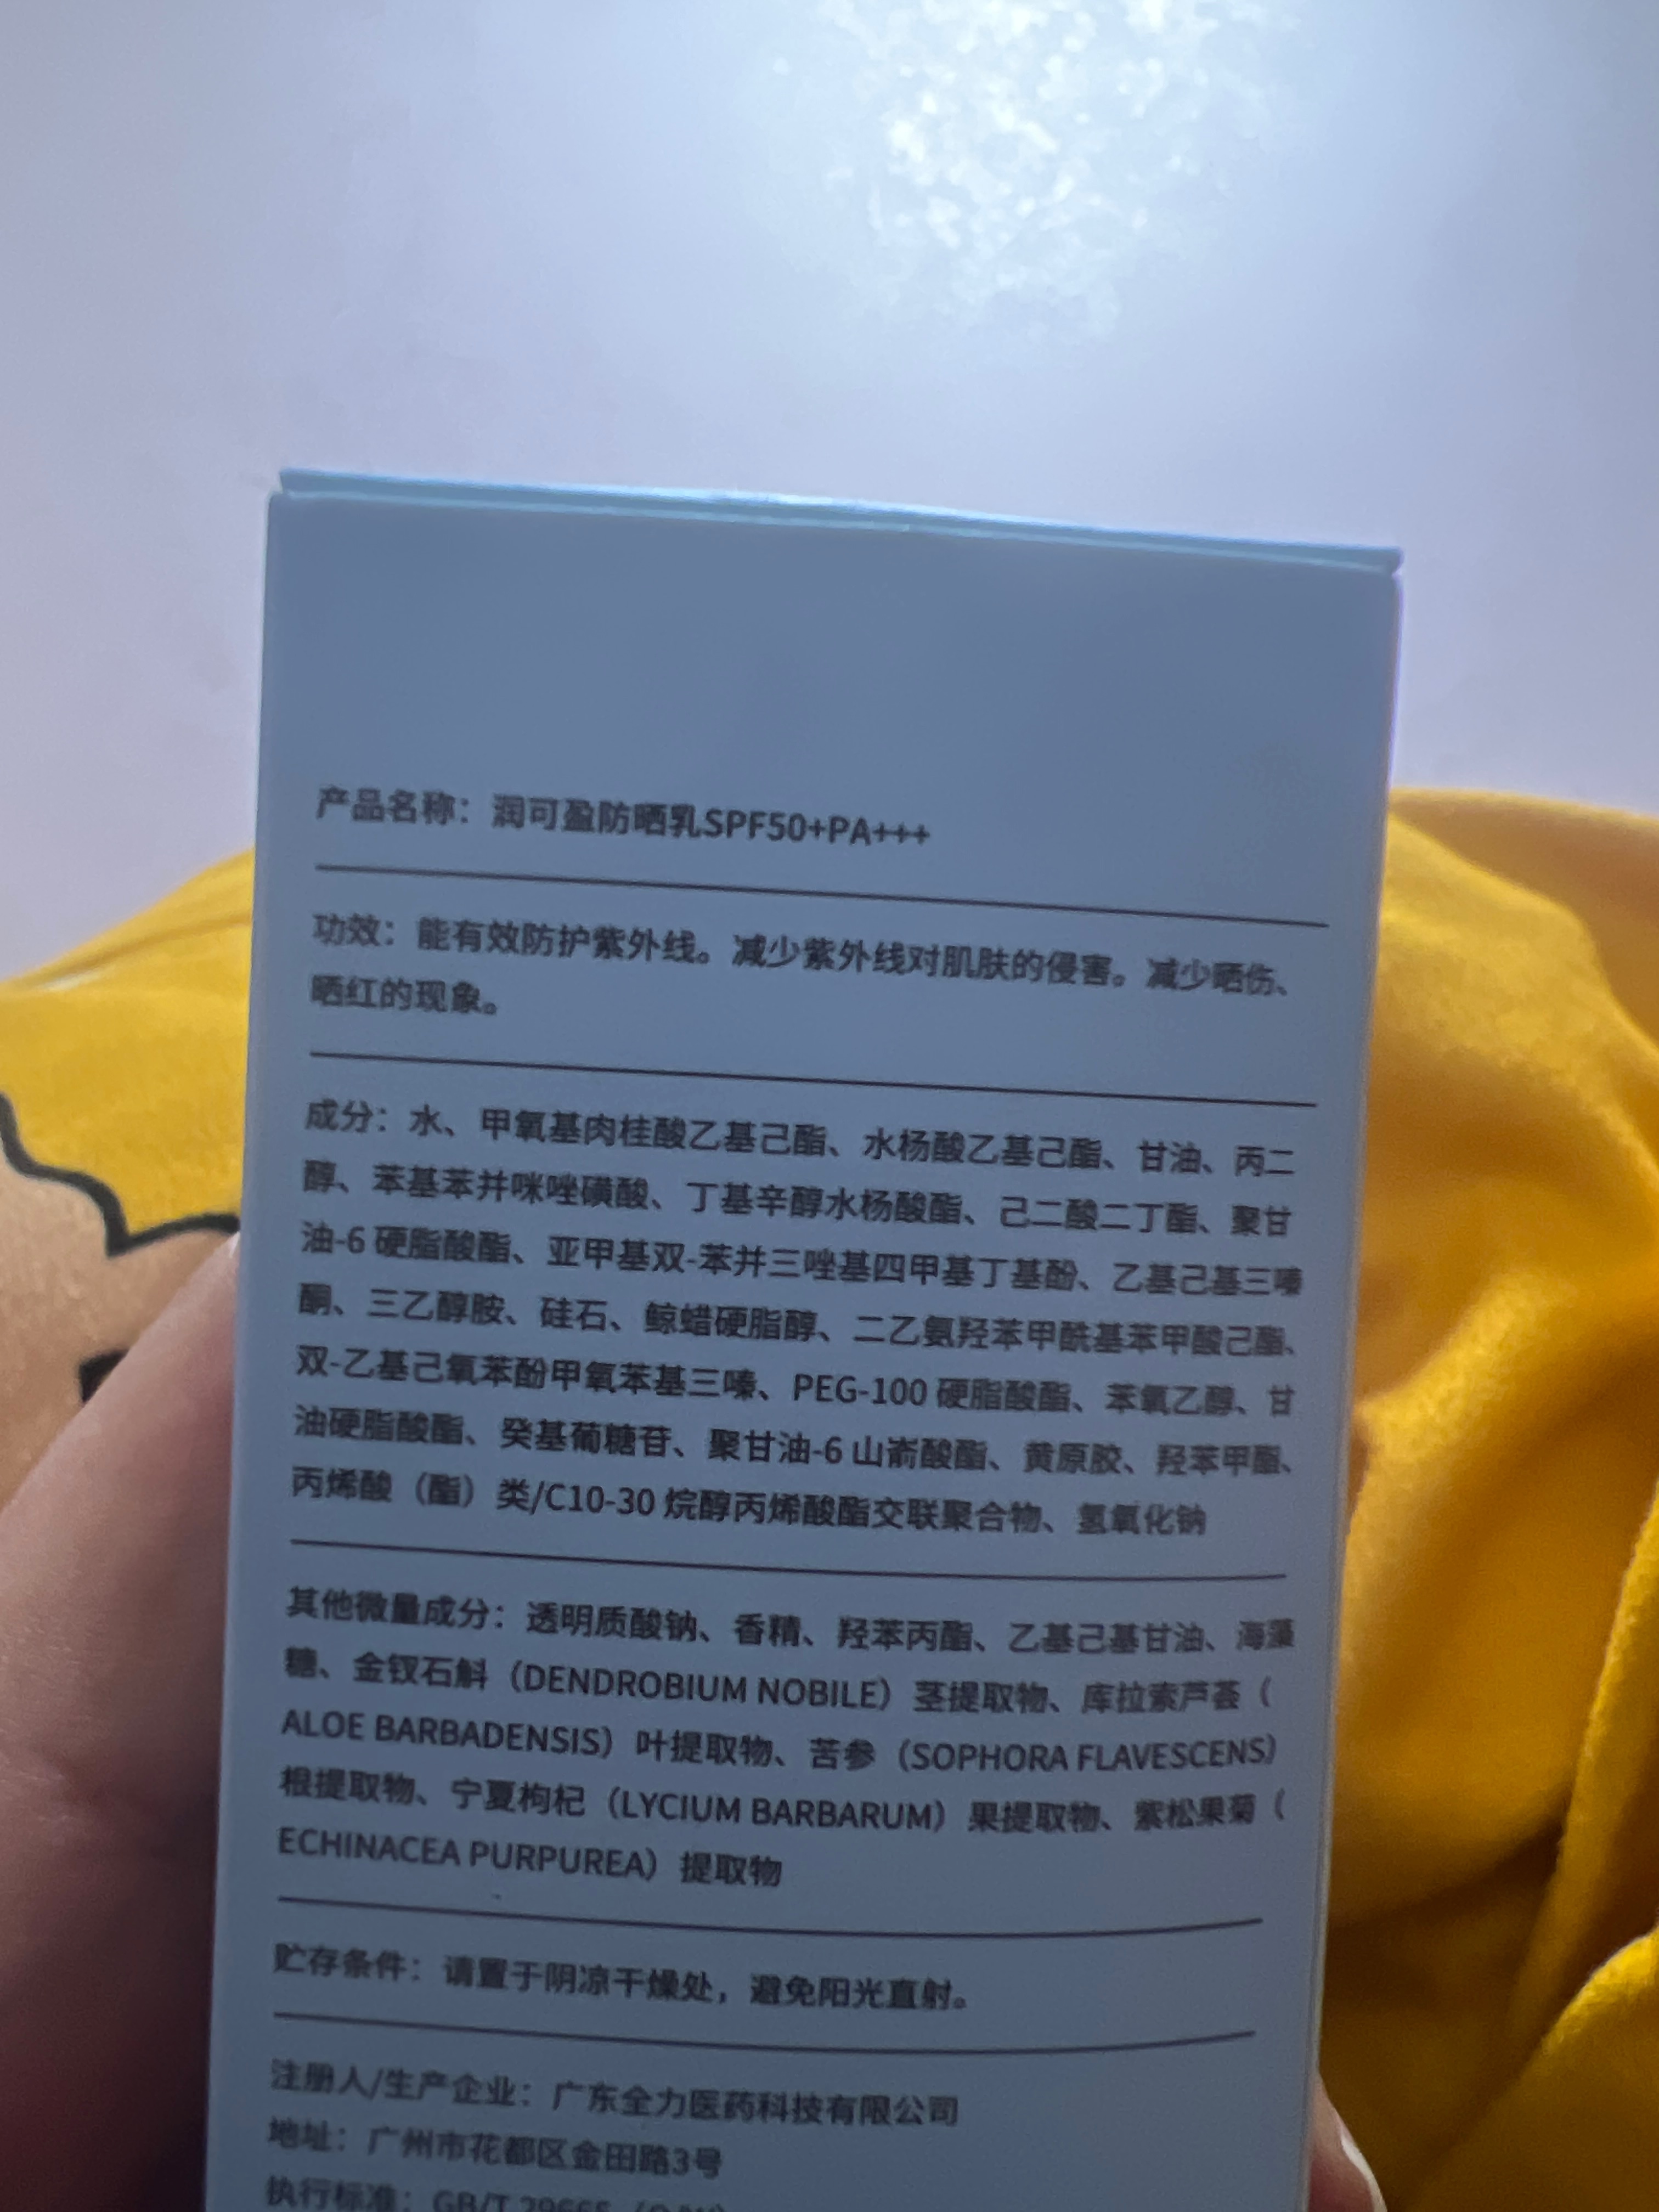 产品名称：润可盈防晒乳SPF50+PA+++
功效：能有效防护紫外线。减少紫外线对肌肤的侵害。减少晒伤、
晒红的现象。
成分：水、甲氧基肉桂酸乙基己酯、水杨酸乙基己酯、甘油、丙二
醇、苯基苯并咪唑磺酸、丁基辛醇水杨酸酯、己二酸二丁酯、聚甘
油-6 硬脂酸酯、亚甲基双-苯并三唑基四甲基丁基酚、乙基己基三嗪
酮、三乙醇胺、硅石、鲸蜡硬脂醇、二乙氨羟苯甲酰基苯甲酸己酯、
双-乙基己氧苯酚甲氧苯基三嗪、PEG-100 硬脂酸酯、苯氧乙醇、甘
油硬脂酸酯、癸基葡糖苷、聚甘油-6 山嵛酸酯、黄原胶、羟苯甲酯、
丙烯酸（酯）类/C10-30 烷醇丙烯酸酯交联聚合物、氢氧化钠
其他微量成分：透明质酸钠、香精、羟苯丙酯、乙基己基甘油、海藻
糖、金钗石斛（DENDROBIUM NOBILE）茎提取物、库拉索芦荟（
ALOE BARBADENSIS）叶提取物、苦参（SOPHORA FLAVESCENS）
根提取物、宁夏枸杞（LYCIUM BARBARUM）果提取物、紫松果菊（
ECHINACEA PURPUREA）提取物
贮存条件：请置于阴凉干燥处，避免阳光直射。
注册人/生产企业：广东全力医药科技有限公司
地址：广州市花都区金田路3号
执行标准：GB/T 29665